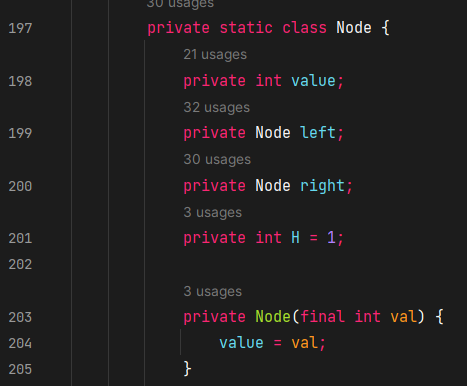 30 usages
197 private static class Node {
21 usages
198 private int value;
32 usages
199 private Node left;
30 usages
200 private Node right;
3 usages
201 private int H = 1;
202
3 usages
203 private Node(final int val) {
204 value = val;
205 }